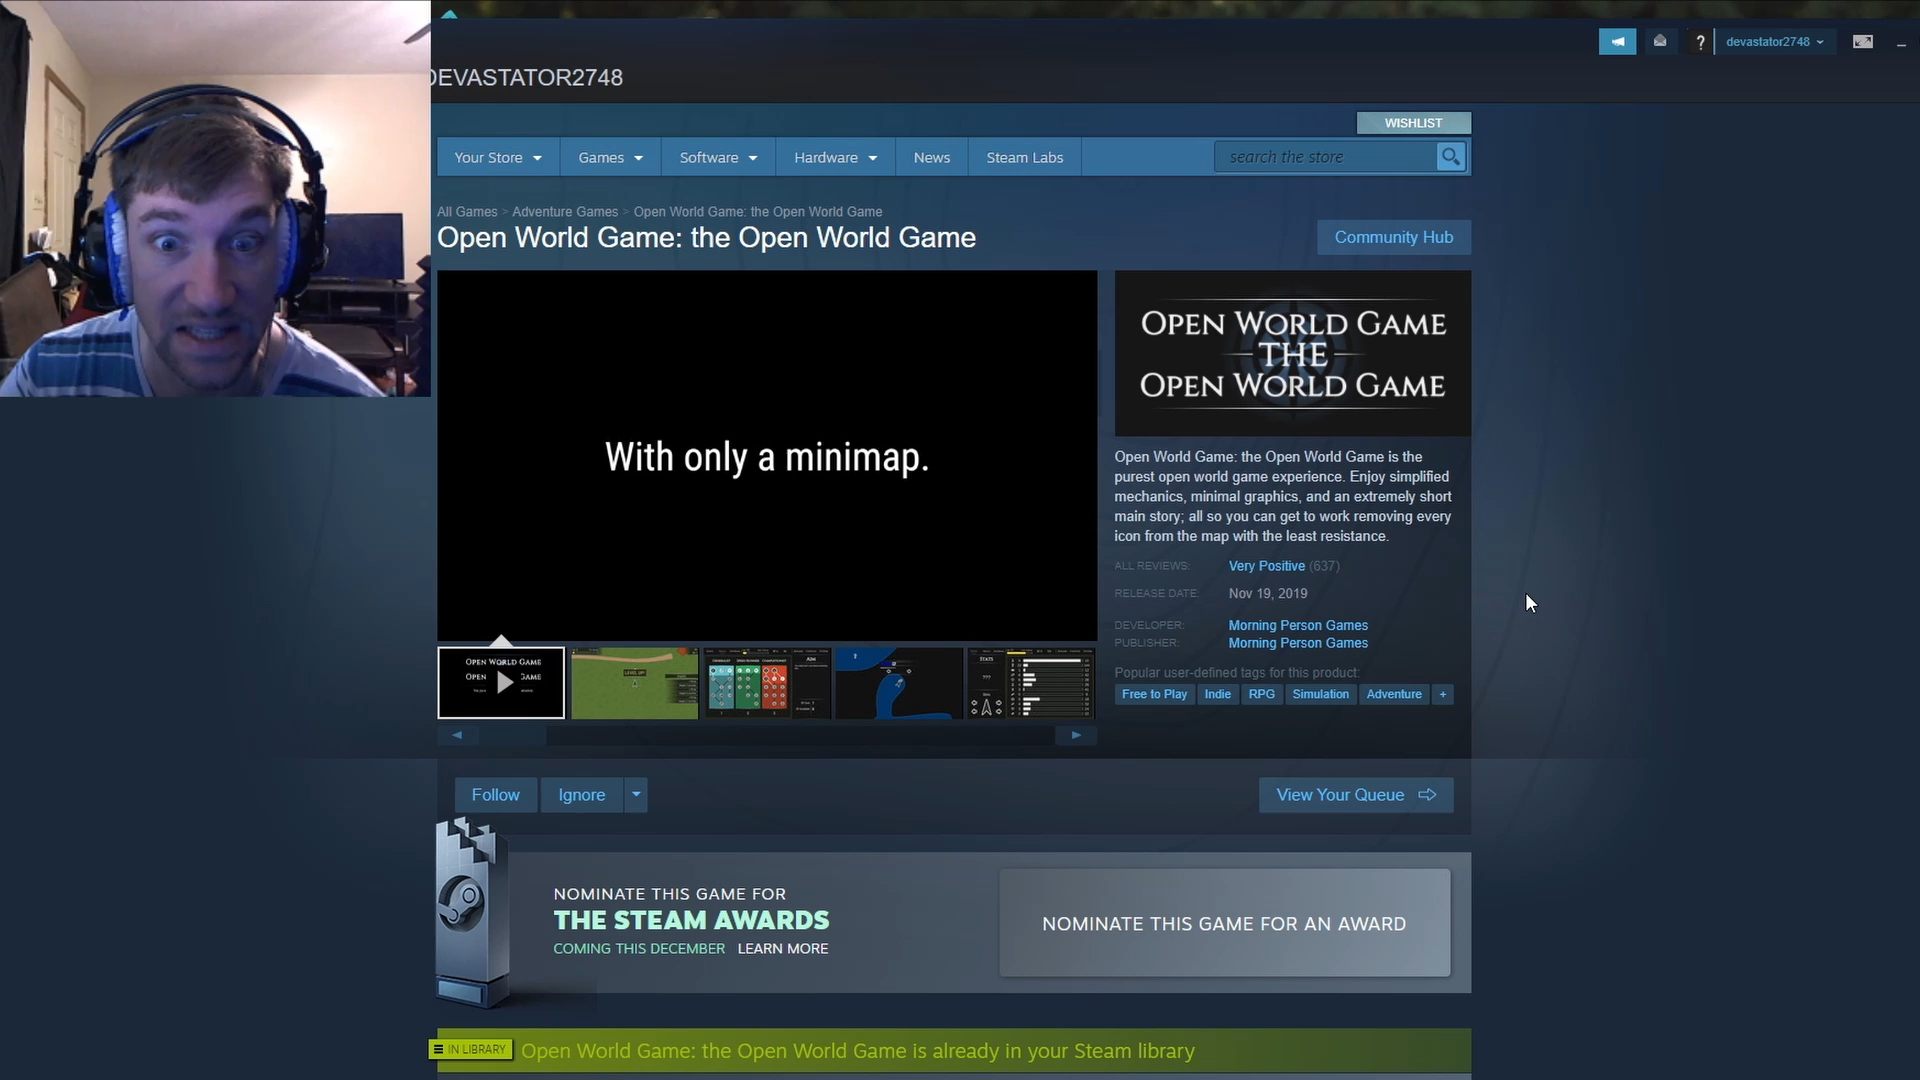 devastator2748
DEVASTATOR2748
WISHLIST
Your Store
Games
Software
Hardware
News
Steam Labs
search the store
All Games > Adventure Games > Open World Game: the Open World Game
Open World Game: the Open World Game
Community Hub
With only a minimap.
OPEN WORLD GAME
THE
OPEN WORLD GAME
Open World Game: the Open World Game is the
purest open world game experience. Enjoy simplified
mechanics, minimal graphics, and an extremely short
main story; all so you can get to work removing every
icon from the map with the least resistance.
ALL REVIEWS: Very Positive (637)
RELEASE DATE: Nov 19, 2019
DEVELOPER: Morning Person Games
PUBLISHER: Morning Person Games
Popular user-defined tags for this product:
Free to Play Indie RPG Simulation Adventure +
OPEN WORLD GAME
OPEN GAME
LEVEL UP!
STATS
Follow
Ignore
View Your Queue
NOMINATE THIS GAME FOR
THE STEAM AWARDS
COMING THIS DECEMBER LEARN MORE
NOMINATE THIS GAME FOR AN AWARD
IN LIBRARY
Open World Game: the Open World Game is already in your Steam library